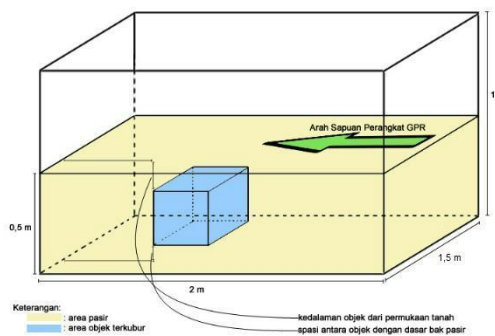 1
Arah Sapuan Perangkat GPR
0,5 m
1,5 m
2 m
Keterangan:
: area pasir
: area objek terkubur
kedalaman objek dari permukaan tanah
spasi antara objek dengan dasar bak pasir